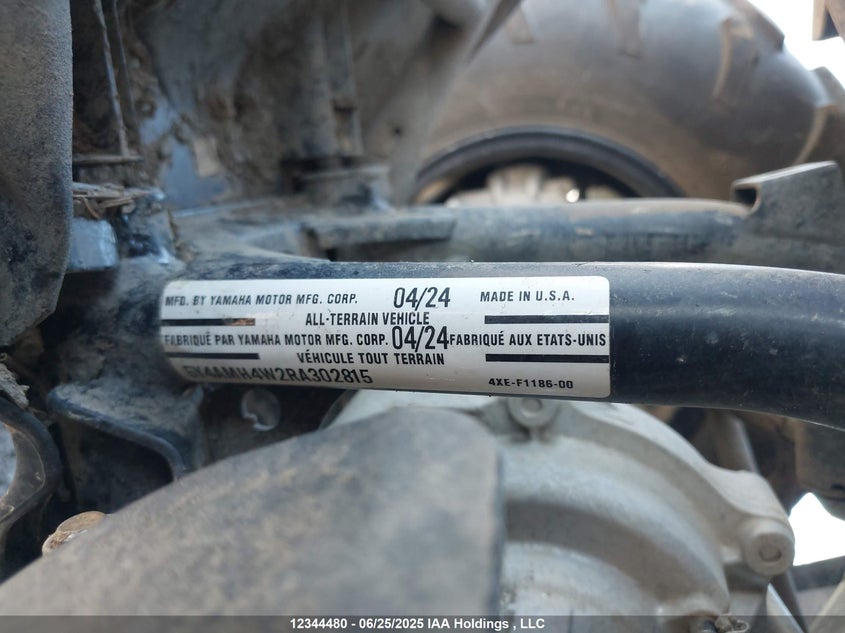 MFD. BY YAMAHA MOTOR MFG. CORP. 04/24 MADE IN U.S.A.
ALL-TERRAIN VEHICLE
FABRIQUÉ PAR YAMAHA MOTOR MFG. CORP. 04/24 FABRIQUÉ AUX ETATS-UNIS
VÉHICULE TOUT TERRAIN
5Y4AMH4W2RA302815 4XE-F1186-00
12344480 - 06/25/2025 IAA Holdings , LLC